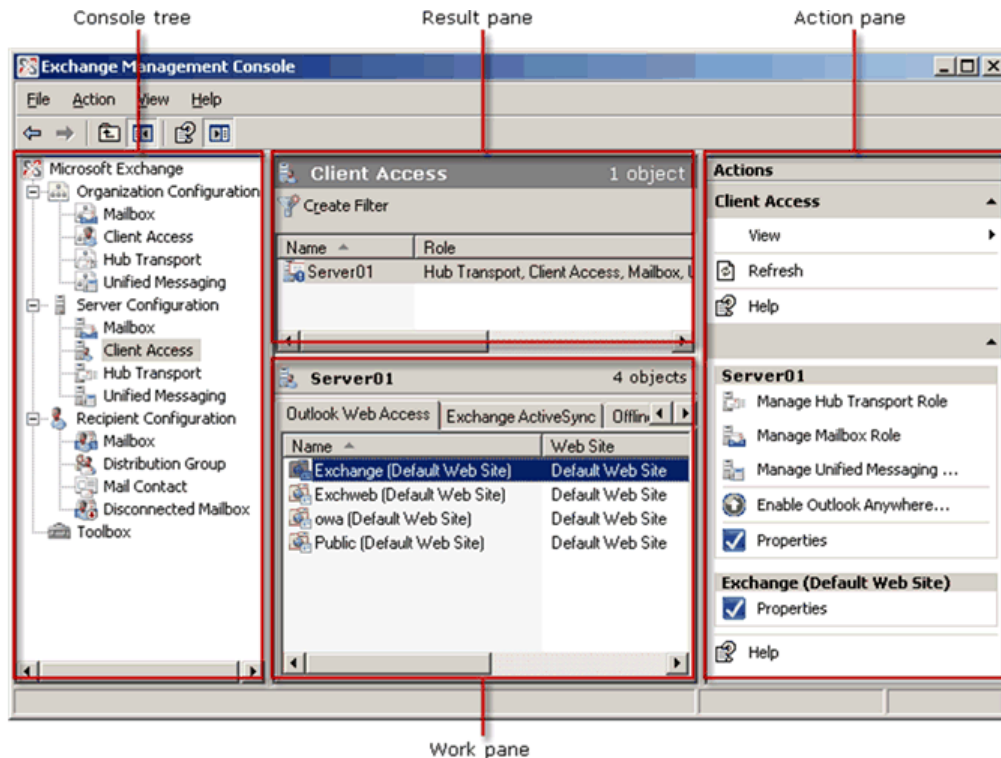 Console tree
Result pane
Action pane
Exchange Management Console
File Action View Help
Microsoft Exchange
Organization Configuration
Mailbox
Client Access
Hub Transport
Unified Messaging
Server Configuration
Mailbox
Client Access
Hub Transport
Unified Messaging
Recipient Configuration
Mailbox
Distribution Group
Mail Contact
Disconnected Mailbox
Toolbox
Client Access 1 object
Create Filter
Name Role
Server01 Hub Transport, Client Access, Mailbox,
Server01 4 objects
Outlook Web Access Exchange ActiveSync
Name Web Site
Exchange (Default Web Site) Default Web Site
Exchweb (Default Web Site) Default Web Site
owa (Default Web Site) Default Web Site
Public (Default Web Site) Default Web Site
Actions
Client Access
View
Refresh
Help
Server01
Manage Hub Transport Role
Manage Mailbox Role
Manage Unified Messaging ...
Enable Outlook Anywhere...
Properties
Exchange (Default Web Site)
Properties
Help
Work pane